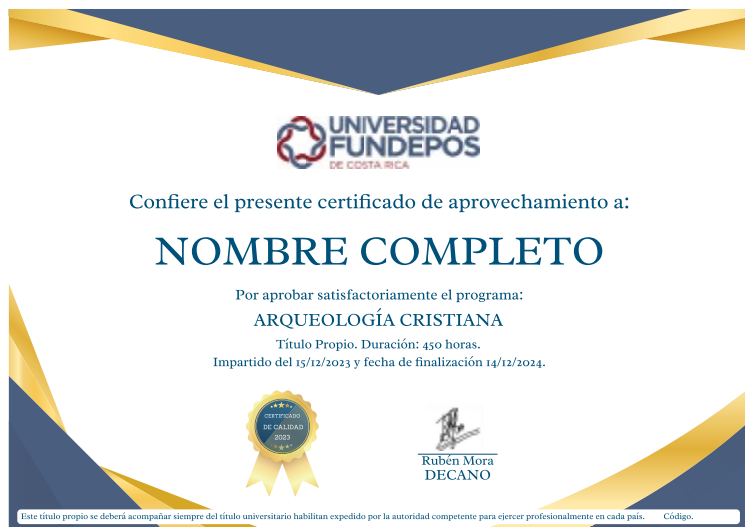 UNIVERSIDAD
FUNDEPOS
DE COSTA RICA
Confiere el presente certificado de aprovechamiento a:
NOMBRE COMPLETO
Por aprobar satisfactoriamente el programa:
ARQUEOLOGÍA CRISTIANA
Título Propio. Duración: 450 horas.
Impartido del 15/12/2023 y fecha de finalización 14/12/2024.
CERTIFICADO
DE CALIDAD
2023
Rubén Mora
DECANO
Este título propio se deberá acompañar siempre del título universitario habilitan expedido por la autoridad competente para ejercer profesionalmente en cada país. Código.